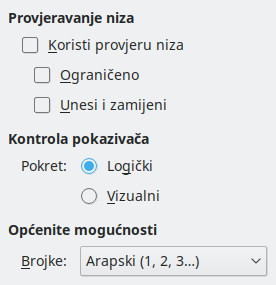 Provjeravanje niza
Koristi provjeru niza
Ograničeno
Unesi i zamijeni
Kontrola pokazivača
Pokret: Logički
Vizualni
Općenite mogućnosti
Brojke: Arapski (1, 2, 3...)